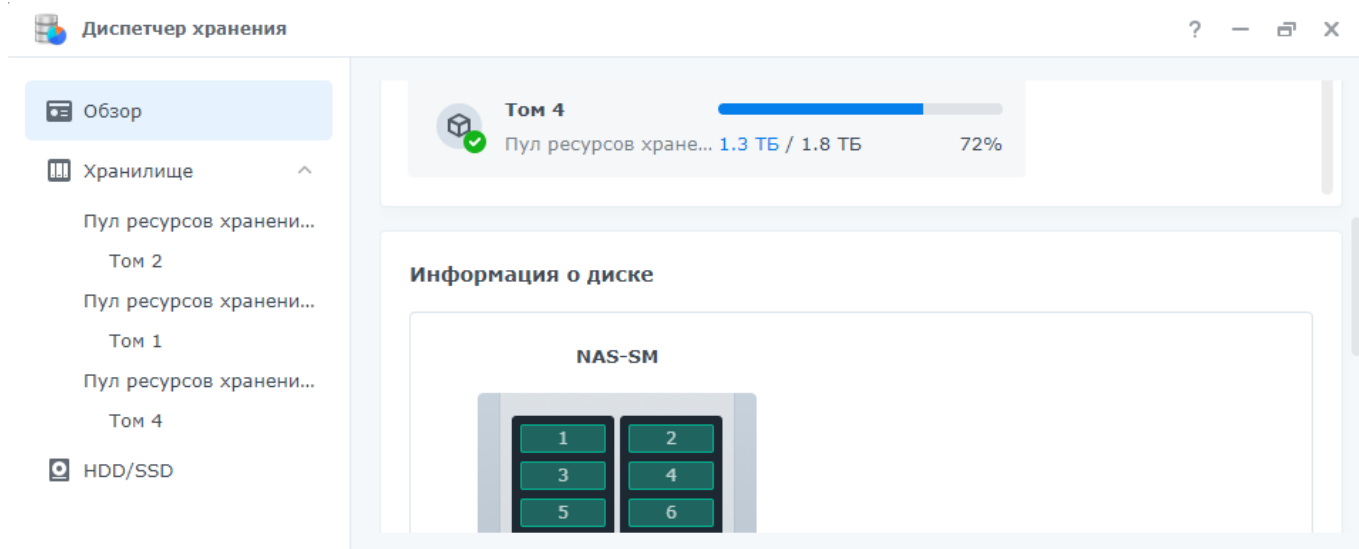 Диспетчер хранения
Обзор
Хранилище
Пул ресурсов хранени...
Том 2
Пул ресурсов хранени...
Том 1
Пул ресурсов хранени...
Том 4
HDD/SSD
Том 4
Пул ресурсов хране... 1.3 ТБ / 1.8 ТБ 72%
Информация о диске
NAS-SM
1 2
3 4
5 6